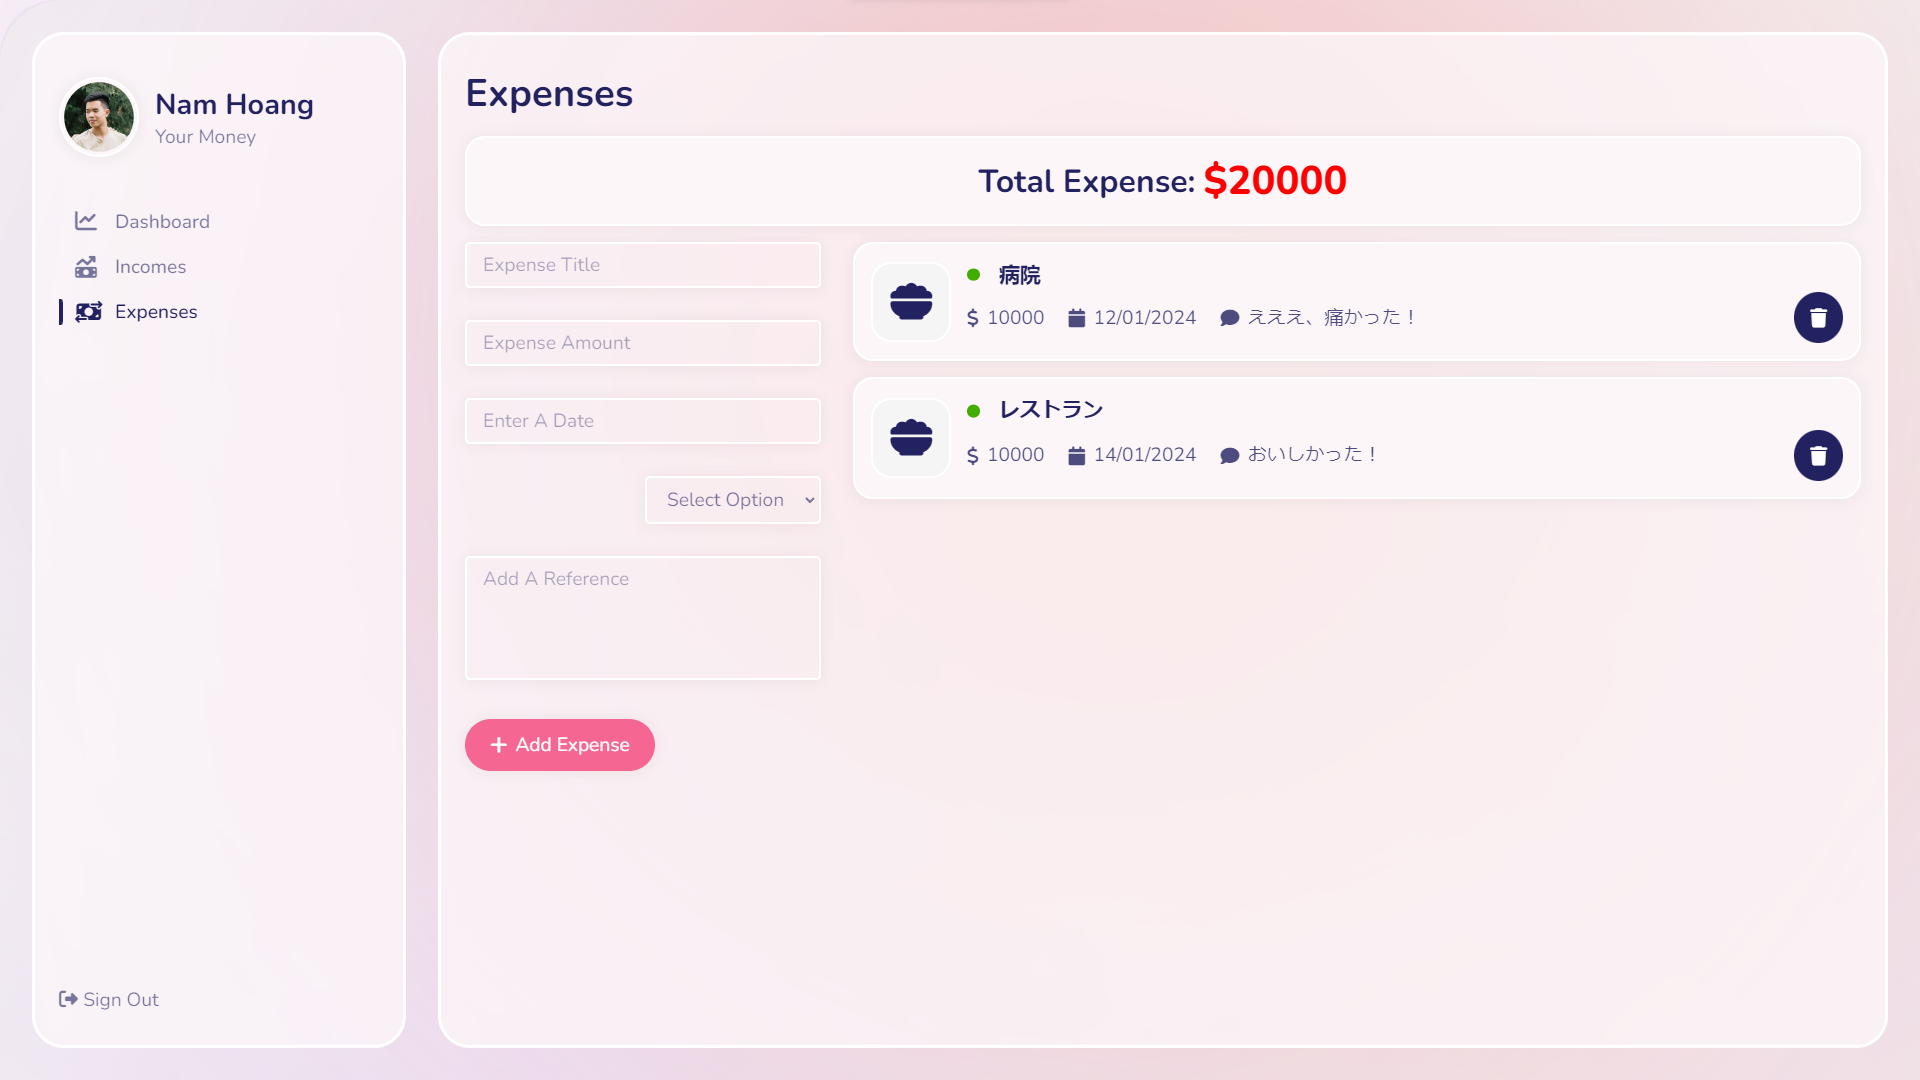 Nam Hoang
Your Money
Dashboard
Incomes
Expenses
Sign Out
Expenses
Total Expense: $20000
Expense Title
Expense Amount
Enter A Date
Select Option
Add A Reference
+ Add Expense
病院
$ 10000 12/01/2024 えええ、痛かった！
レストラン
$ 10000 14/01/2024 おいしかった！